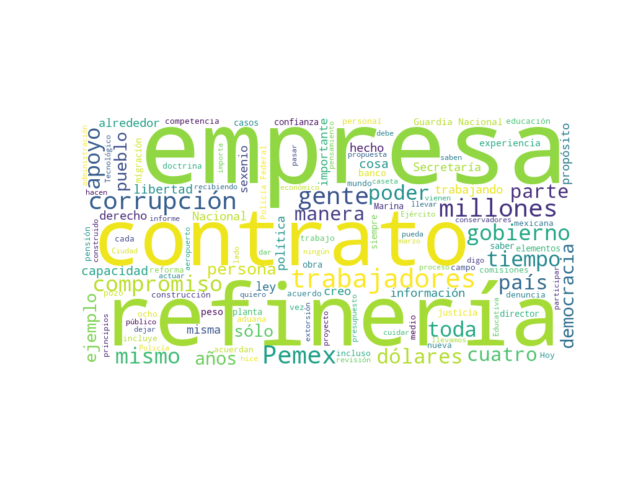 empresa
contrato
refinería
corrupción
gente
manera
poder
millones
parte
gobierno
tiempo
país
democracia
trabajadores
compromiso
persona
Pemex
dólares
cuatro
toda
mismo
años
sólo
misma
ejemplo
capacidad
derecho
Nacional
libertad
pueblo
apoyo
alrededor
competencia
casos
confianza
personal
Guardia Nacional
educación
propósito
experiencia
Secretaría
trabajando
importante
pensamiento
hecho
cosa
banco
sexenio
migración
Tecnológico
doctrina
importa
pasar
propuesta
debe
saben
mundo
caseta
vienen
económico
recibiendo
hacen
Policía Federal
Marina
llevar
conservadores
mexicana
Ejército
siempre
marzo
saber
elementos
informe
cada
Ciudad
construido
pensión
aeropuerto
lado
dar
ningún
trabajo
política
proceso
campo
comisiones
denuncia
participar
reforma
actuar
aduana
ley
acuerdo
creo
información
pozo
construcción
quiero
vez
presupuesto
justicia
director
Educativa
ocho
peso
planta
extorsión
proyecto
cuidar
medio
llevamos
nueva
principios
público
dejar
incluye
Policía
acuerdan
hice
obra
incluso
revisión
Hoy
digo
pueda